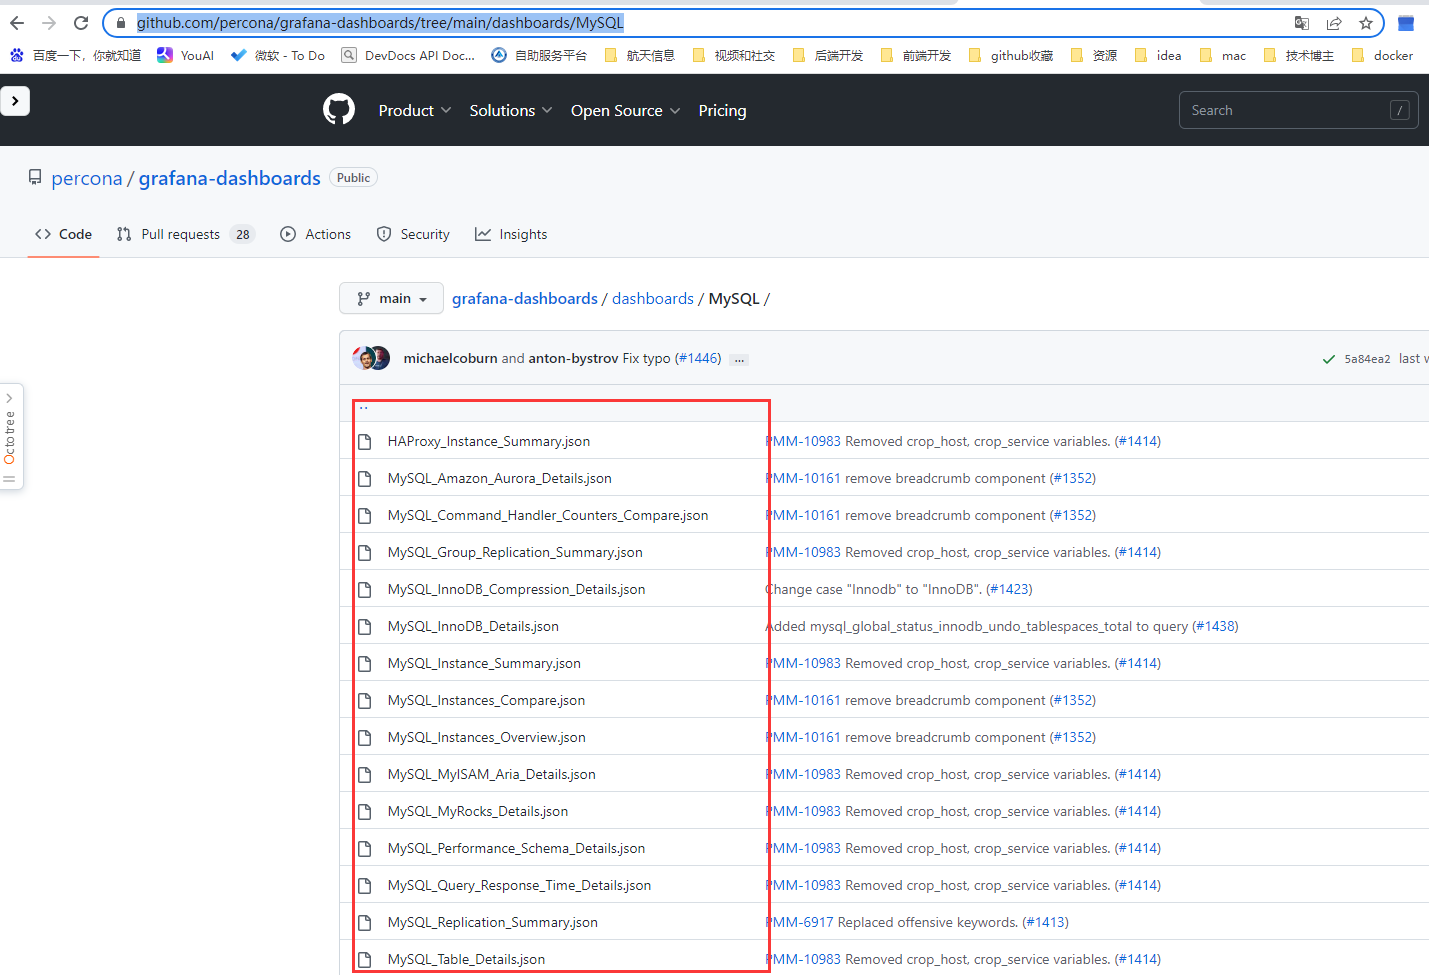 github.com/percona/grafana-dashboards/tree/main/dashboards/MySQL
百度一下，你就知道 YouAI 微软 - To Do DevDocs API Doc... 自助服务平台 航天信息 视频和社交 后端开发 前端开发 github收藏 资源 idea mac 技术博主 docker
Product Solutions Open Source Pricing Search /
percona / grafana-dashboards Public
Code Pull requests 28 Actions Security Insights
main grafana-dashboards / dashboards / MySQL /
michaelcoburn and anton-bystrov Fix typo (#1446) ... 5a84ea2 last w
Octotree
..
HAProxy_Instance_Summary.json PMM-10983 Removed crop_host, crop_service variables. (#1414)
MySQL_Amazon_Aurora_Details.json PMM-10161 remove breadcrumb component (#1352)
MySQL_Command_Handler_Counters_Compare.json PMM-10161 remove breadcrumb component (#1352)
MySQL_Group_Replication_Summary.json PMM-10983 Removed crop_host, crop_service variables. (#1414)
MySQL_InnoDB_Compression_Details.json Change case "Innodb" to "InnoDB". (#1423)
MySQL_InnoDB_Details.json Added mysql_global_status_innodb_undo_tablespaces_total to query (#1438)
MySQL_Instance_Summary.json PMM-10983 Removed crop_host, crop_service variables. (#1414)
MySQL_Instances_Compare.json PMM-10161 remove breadcrumb component (#1352)
MySQL_Instances_Overview.json PMM-10161 remove breadcrumb component (#1352)
MySQL_MyISAM_Aria_Details.json PMM-10983 Removed crop_host, crop_service variables. (#1414)
MySQL_MyRocks_Details.json PMM-10983 Removed crop_host, crop_service variables. (#1414)
MySQL_Performance_Schema_Details.json PMM-10983 Removed crop_host, crop_service variables. (#1414)
MySQL_Query_Response_Time_Details.json PMM-10983 Removed crop_host, crop_service variables. (#1414)
MySQL_Replication_Summary.json PMM-6917 Replaced offensive keywords. (#1413)
MySQL_Table_Details.json PMM-10983 Removed crop_host, crop_service variables. (#1414)